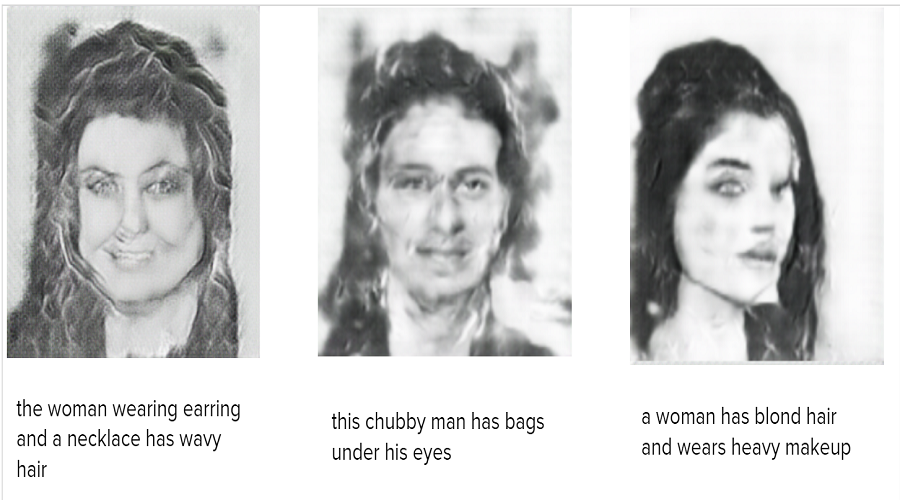 the woman wearing earring
and a necklace has wavy
hair
this chubby man has bags
under his eyes
a woman has blond hair
and wears heavy makeup